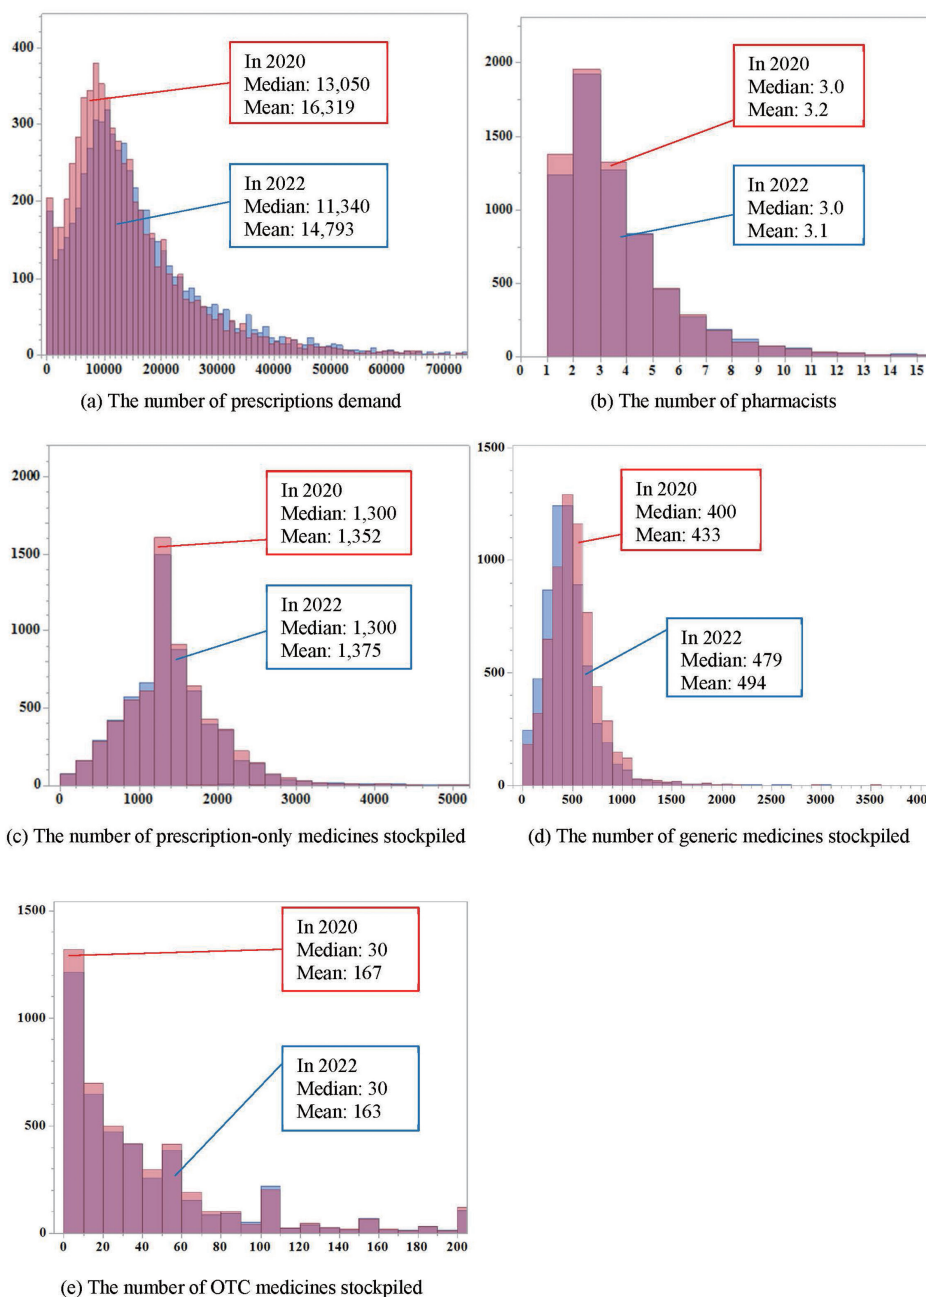 400
300
200
100
0
0
10000
20000
30000
40000
50000
60000
70000
In 2020
Median: 13,050
Mean: 16,319
In 2022
Median: 11,340
Mean: 14,793
(a) The number of prescriptions demand
2000
1500
1000
500
0
0
1
2
3
4
5
6
7
8
9
10
11
12
13
14
15
In 2020
Median: 3.0
Mean: 3.2
In 2022
Median: 3.0
Mean: 3.1
(b) The number of pharmacists
2000
1500
1000
500
0
0
1000
2000
3000
4000
5000
In 2020
Median: 1,300
Mean: 1,352
In 2022
Median: 1,300
Mean: 1,375
(c) The number of prescription-only medicines stockpiled
1500
1000
500
0
0
500
1000
1500
2000
2500
3000
3500
400
In 2020
Median: 400
Mean: 433
In 2022
Median: 479
Mean: 494
(d) The number of generic medicines stockpiled
1500
1000
500
0
0
20
40
60
80
100
120
140
160
180
200
In 2020
Median: 30
Mean: 167
In 2022
Median: 30
Mean: 163
(e) The number of OTC medicines stockpiled